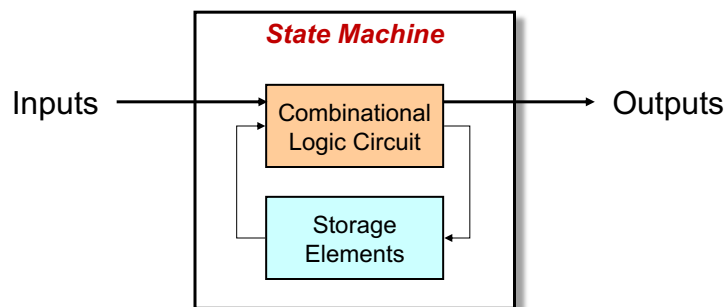 State Machine
Inputs
Combinational
Logic Circuit
Outputs
Storage
Elements